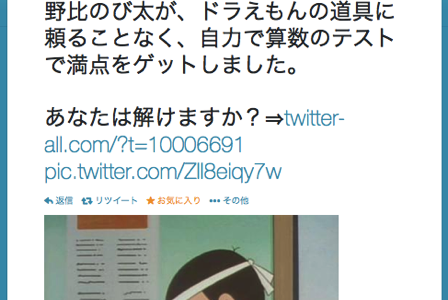 野比のび太が、ドラえもんの道具に
頼ることなく、自力で算数のテスト
で満点をゲットしました。
あなたは解けますか？⇒twitter-
all.com/?t=10006691
pic.twitter.com/Zll8eiqy7w
返信 リツイート お気に入り その他